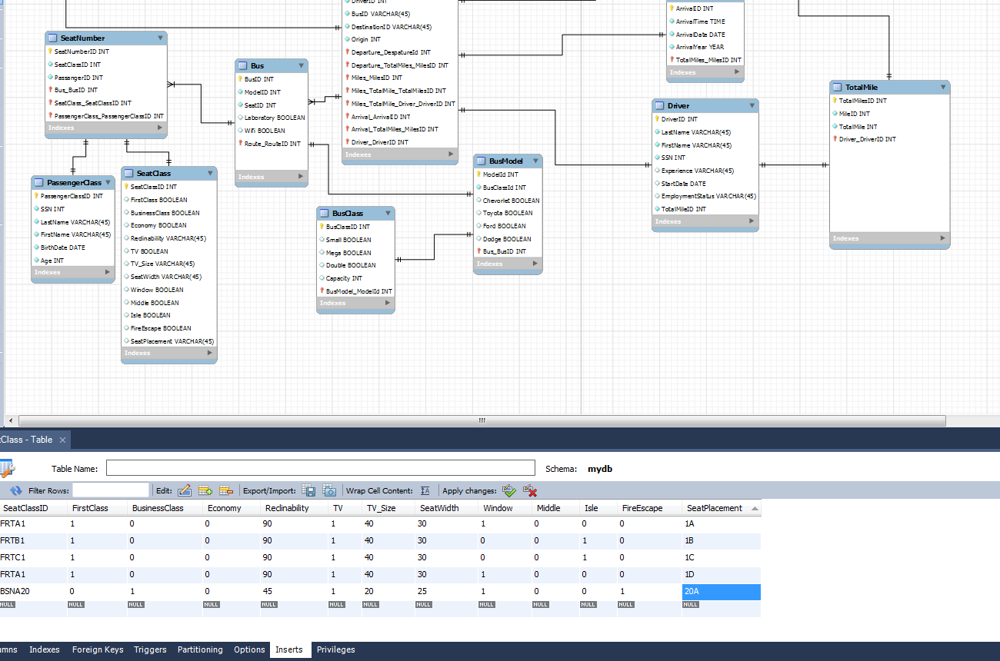 DriverID INT
BusID VARCHAR(45)
DestinationID VARCHAR(45)
Origin INT
Departure_DespatureId INT
Departure_TotalMiles_MilesID INT
Miles_MilesID INT
Miles_TotalMile_TotalMilesID INT
Miles_TotalMile_Driver_DriverID INT
Arrival_ArrivalID INT
Arrival_TotalMiles_MilesID INT
Driver_DriverID INT
Indexes
ArrivalID INT
ArrivalTime TIME
ArrivalDate DATE
ArrivalYear YEAR
TotalMiles_MilesID INT
Indexes
SeatNumber
SeatNumberID INT
SeatClassID INT
PassangerID INT
Bus_BusID INT
SeatClass_SeatClassID INT
PassengerClass_PassengerClassID INT
Indexes
Bus
BusID INT
ModelID INT
SeatID INT
Laboratory BOOLEAN
Wifi BOOLEAN
Route_RouteID INT
Indexes
TotalMile
TotalMilesID INT
MileID INT
TotalMile INT
Driver_DriverID INT
Indexes
Driver
DriverID INT
LastName VARCHAR(45)
FirstName VARCHAR(45)
SSN INT
Experience VARCHAR(45)
StartDate DATE
EmploymentStatus VARCHAR(45)
TotalMileID INT
Indexes
BusModel
ModelId INT
BusClassId INT
Chevorlet BOOLEAN
Toyota BOOLEAN
Ford BOOLEAN
Dodge BOOLEAN
Bus_BusID INT
Indexes
PassengerClass
PassengerClassID INT
SSN INT
LastName VARCHAR(45)
FirstName VARCHAR(45)
BirthDate DATE
Age INT
Indexes
SeatClass
SeatClassID INT
FirstClass BOOLEAN
BusinessClass BOOLEAN
Economy BOOLEAN
Reclinability VARCHAR(45)
TV BOOLEAN
TV_Size VARCHAR(45)
SeatWidth VARCHAR(45)
Window BOOLEAN
Middle BOOLEAN
Isle BOOLEAN
FireEscape BOOLEAN
SeatPlacement VARCHAR(45)
Indexes
BusClass
BusClassID INT
Small BOOLEAN
Mega BOOLEAN
Double BOOLEAN
Capacity INT
BusModel_ModelId INT
Indexes
tClass - Table
Table Name: Schema: mydb
Filter Rows: Edit: Export/Import: Wrap Cell Content: Apply changes:
SeatClassID FirstClass BusinessClass Economy Reclinability TV TV_Size SeatWidth Window Middle Isle FireEscape SeatPlacement
FRTA1 1 0 0 90 1 40 30 1 0 0 0 1A
FRTB1 1 0 0 90 1 40 30 0 0 1 0 1B
FRTC1 1 0 0 90 1 40 30 0 0 1 0 1C
FRTA1 1 0 0 90 1 40 30 1 0 0 0 1D
BSNA20 0 1 0 45 1 20 25 1 0 0 1 20A
NULL NULL NULL NULL NULL NULL NULL NULL NULL NULL NULL NULL NULL
umns Indexes Foreign Keys Triggers Partitioning Options Inserts Privileges